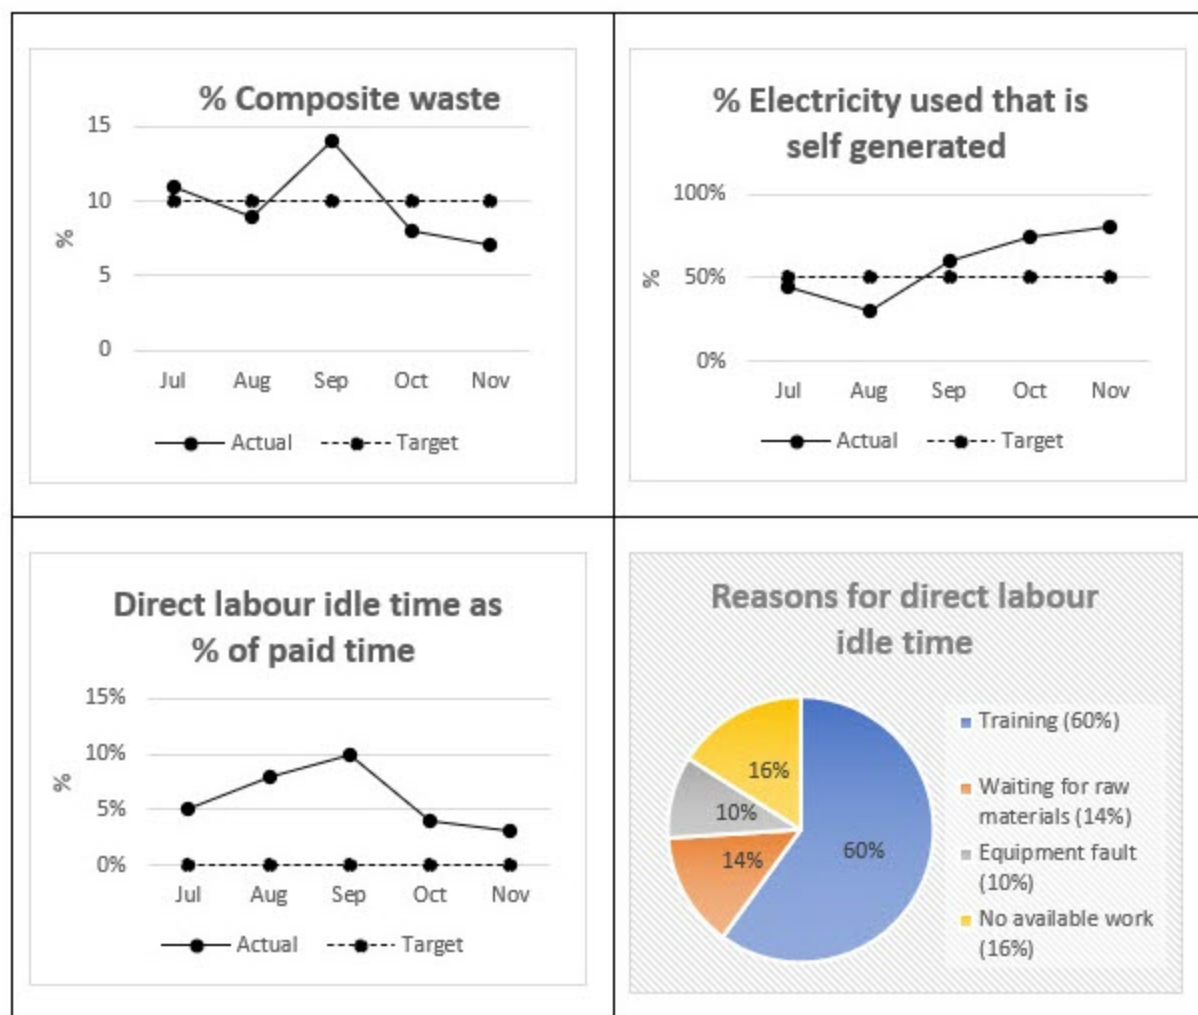 % Composite waste
15
10
5
0
%
Jul Aug Sep Oct Nov
Actual Target
% Electricity used that is
self generated
100%
50%
0%
%
Jul Aug Sep Oct Nov
Actual Target
Direct labour idle time as
% of paid time
15%
10%
5%
0%
%
Jul Aug Sep Oct Nov
Actual Target
Reasons for direct labour
idle time
16%
10%
14%
60%
Training (60%)
Waiting for raw
materials (14%)
Equipment fault
(10%)
No available work
(16%)